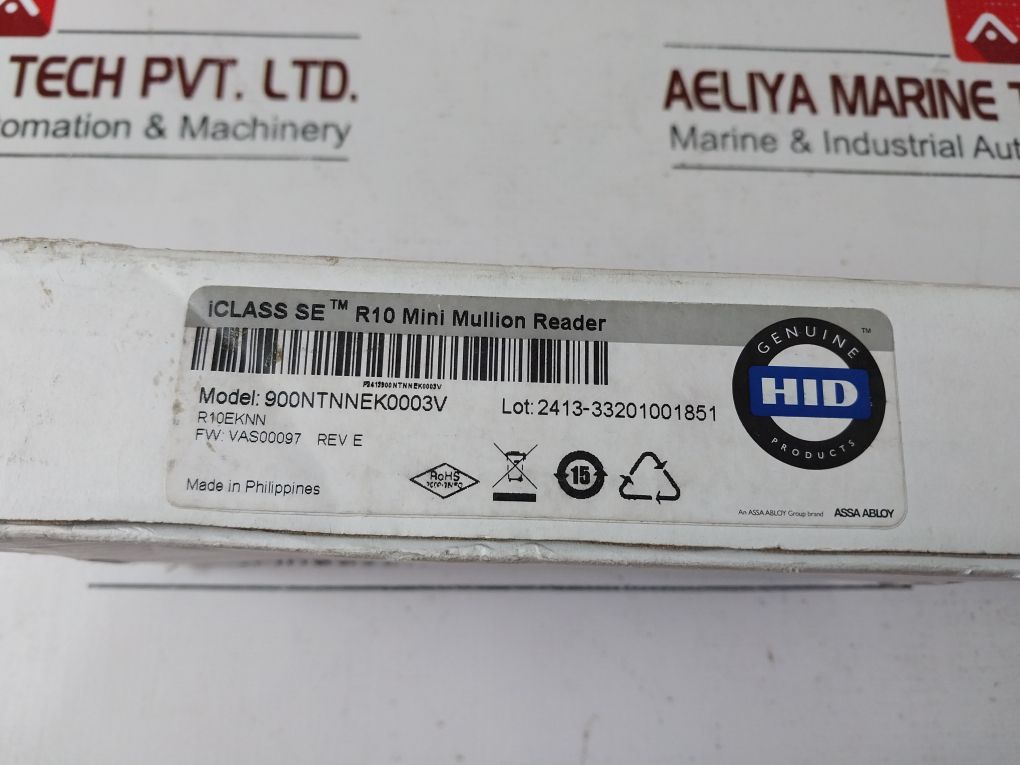 TECH PVT. LTD.
tomation & Machinery
AELIYA MARINE T
Marine & Industrial Aut
iCLASS SE™ R10 Mini Mullion Reader
Model: 900NTNNEK0003V
R10EKNN
FW: VAS00097 REV E
Lot: 2413-33201001851
Made in Philippines
RoHS
15
GENUINE
HID
™
PRODUCTS
An ASSA ABLOY Group brand ASSA ABLOY